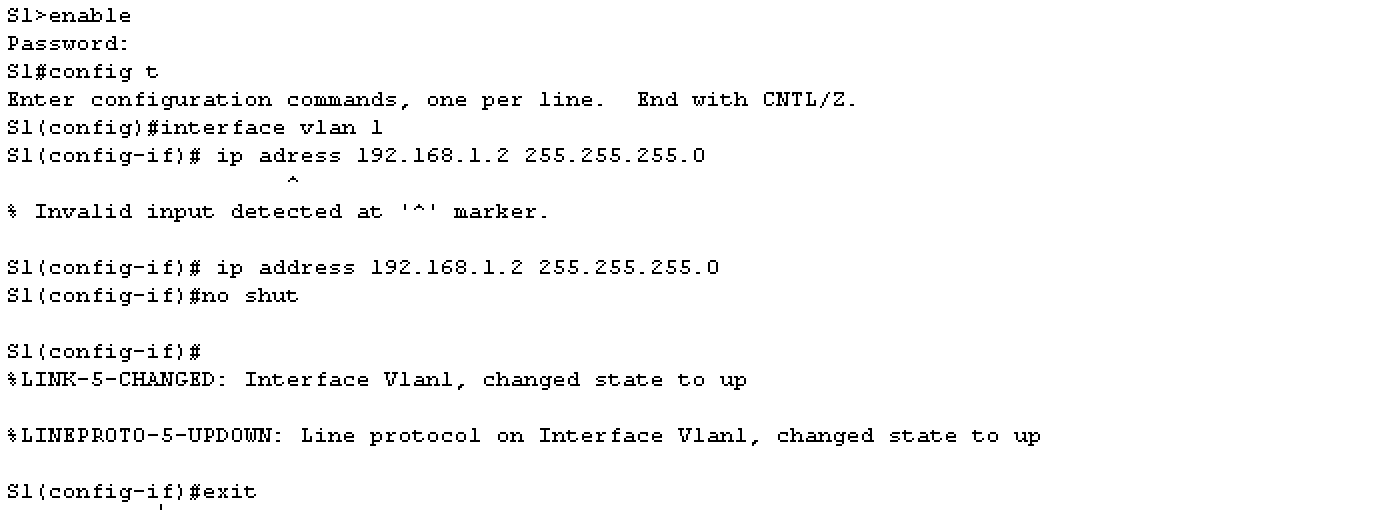 S1>enable
Password:
S1#config t
Enter configuration commands, one per line.  End with CNTL/Z.
S1(config)#interface vlan 1
S1(config-if)# ip adress 192.168.1.2 255.255.255.0
                    ^
% Invalid input detected at '^' marker.
S1(config-if)# ip address 192.168.1.2 255.255.255.0
S1(config-if)#no shut
S1(config-if)#
%LINK-5-CHANGED: Interface Vlan1, changed state to up
%LINEPROTO-5-UPDOWN: Line protocol on Interface Vlan1, changed state to up
S1(config-if)#exit